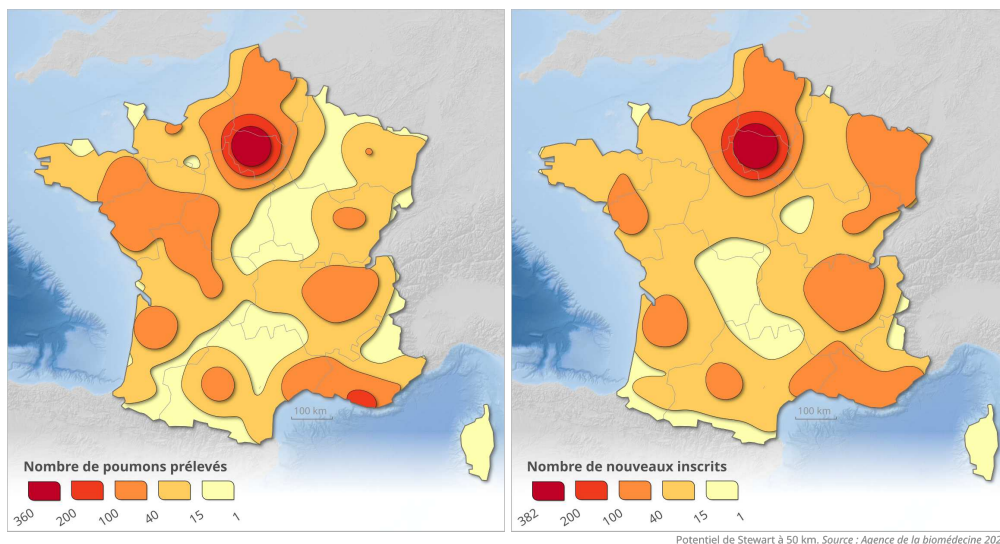 100 km
Nombre de poumons prélevés
360 200 100 40 15 1
100 km
Nombre de nouveaux inscrits
382 200 100 40 15 1
Potentiel de Stewart à 50 km. Source : Agence de la biomédecine 202